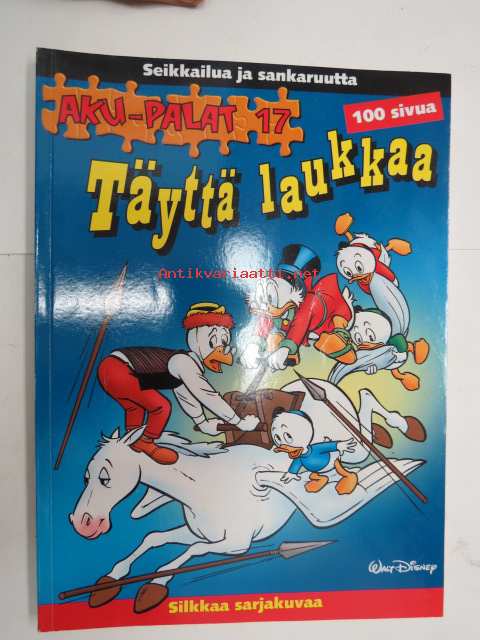 Seikkailua ja sankaruutta
AKU-PALAT 17
100 sivua
Täyttä laukkaa
Antikvariaatti.net
WALT DISNEY
Silkkaa sarjakuvaa